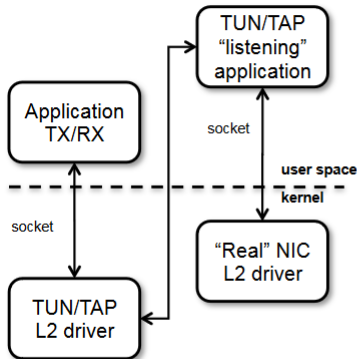 TUN/TAP
“listening”
application
Application
TX/RX
socket
user space
kernel
socket
“Real” NIC
L2 driver
TUN/TAP
L2 driver